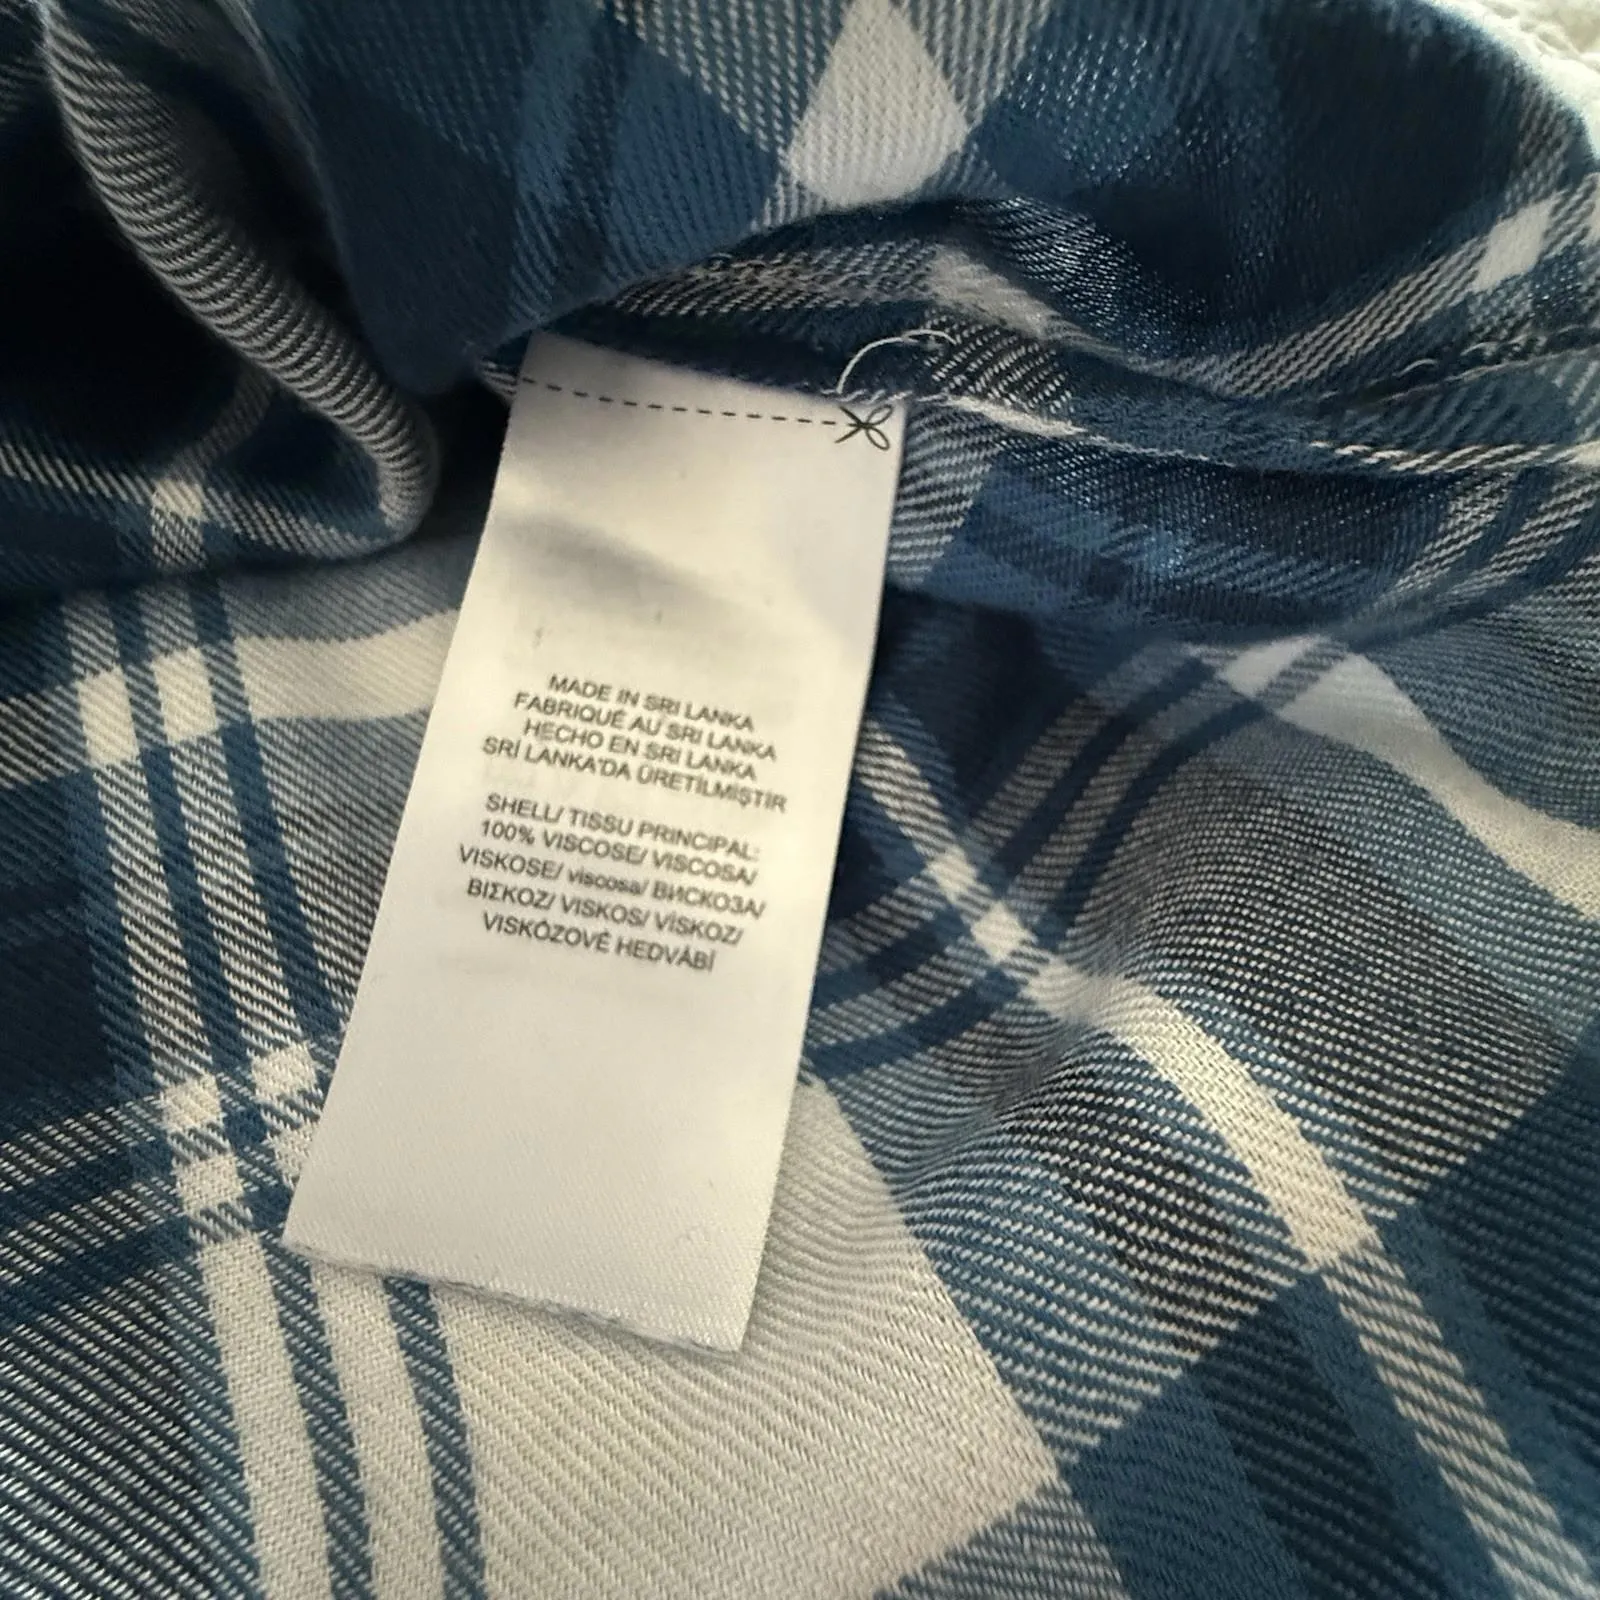 MADE IN SRI LANKA
FABRIQUÉ AU SRI LANKA
HECHO EN SRI LANKA
SRİ LANKA'DA ÜRETİLMİŞTİR
SHELL/ TISSU PRINCIPAL:
100% VISCOSE/ VISCOSA/
VISKOSE/ viscosa/ ВИСКОЗА/
ΒΙΣΚΟΖ/ VISKOS/ VİSKOZ/
VISKÓZOVÉ HEDVÁBÍ